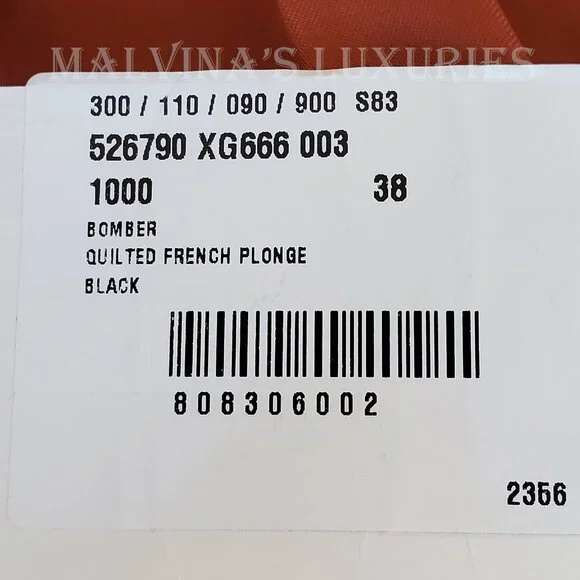 MALVINA'S LUXURIES
300 / 110 / 090 / 900 S83
526790 XG666 003
1000 38
BOMBER
QUILTED FRENCH PLONGE
BLACK
808306002
2356